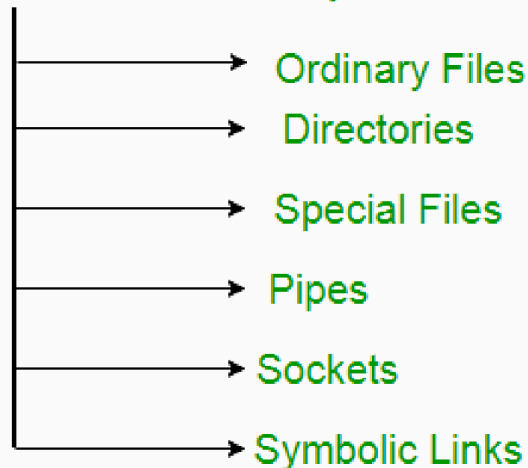 Ordinary Files
Directories
Special Files
Pipes
Sockets
Symbolic Links